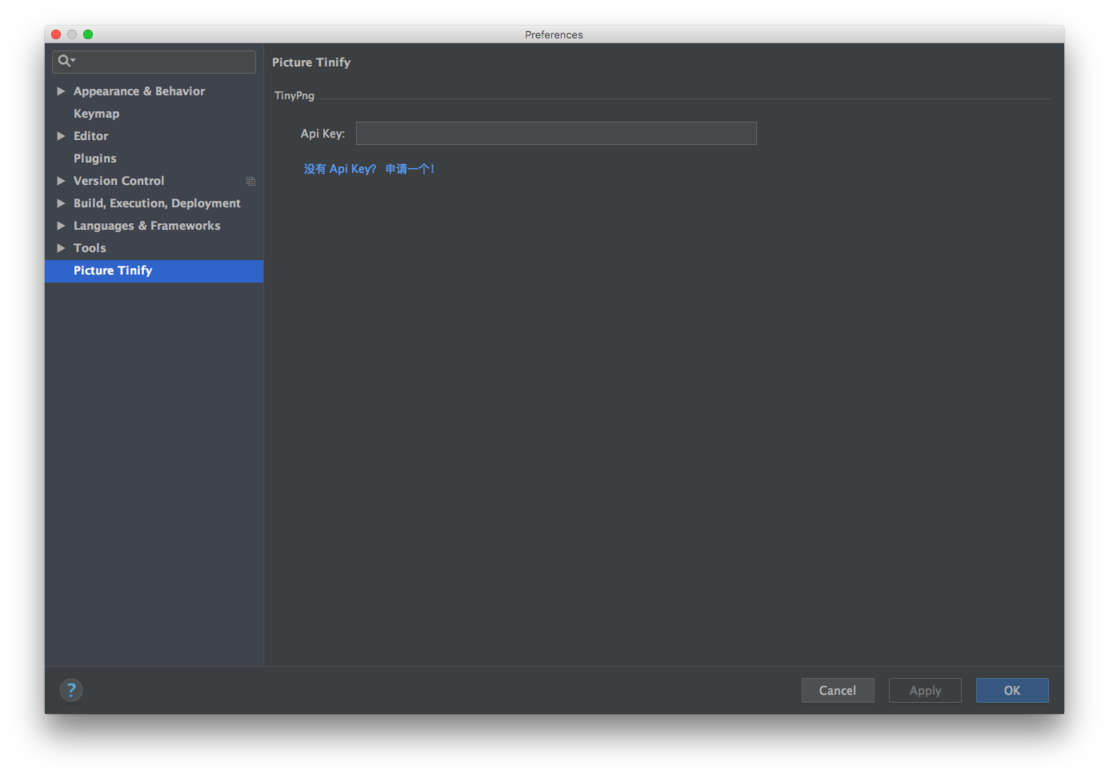 Preferences
Picture Tinify
Appearance & Behavior
TinyPng
Keymap
Api Key:
Editor
Plugins
没有 Api Key? 申请一个!
Version Control
Build, Execution, Deployment
Languages & Frameworks
Tools
Picture Tinify
?
Cancel
Apply
OK